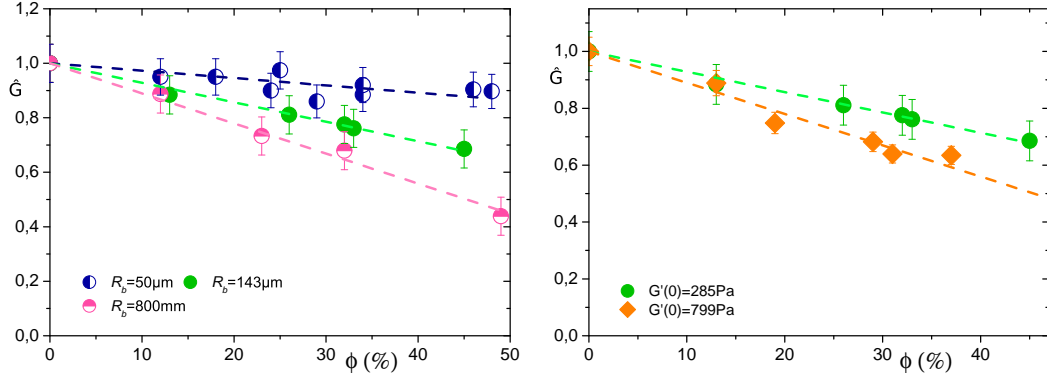 1,2
1,0
Ĝ
0,8
0,6
0,4
0,2
0,0
0 10 20 30 40 50
ϕ (%)
R_b=50µm R_b=143µm
R_b=800mm
1,0
Ĝ
0,8
0,6
0,4
0,2
0,0
0 10 20 30 40
ϕ (%)
G'(0)=285Pa
G'(0)=799Pa